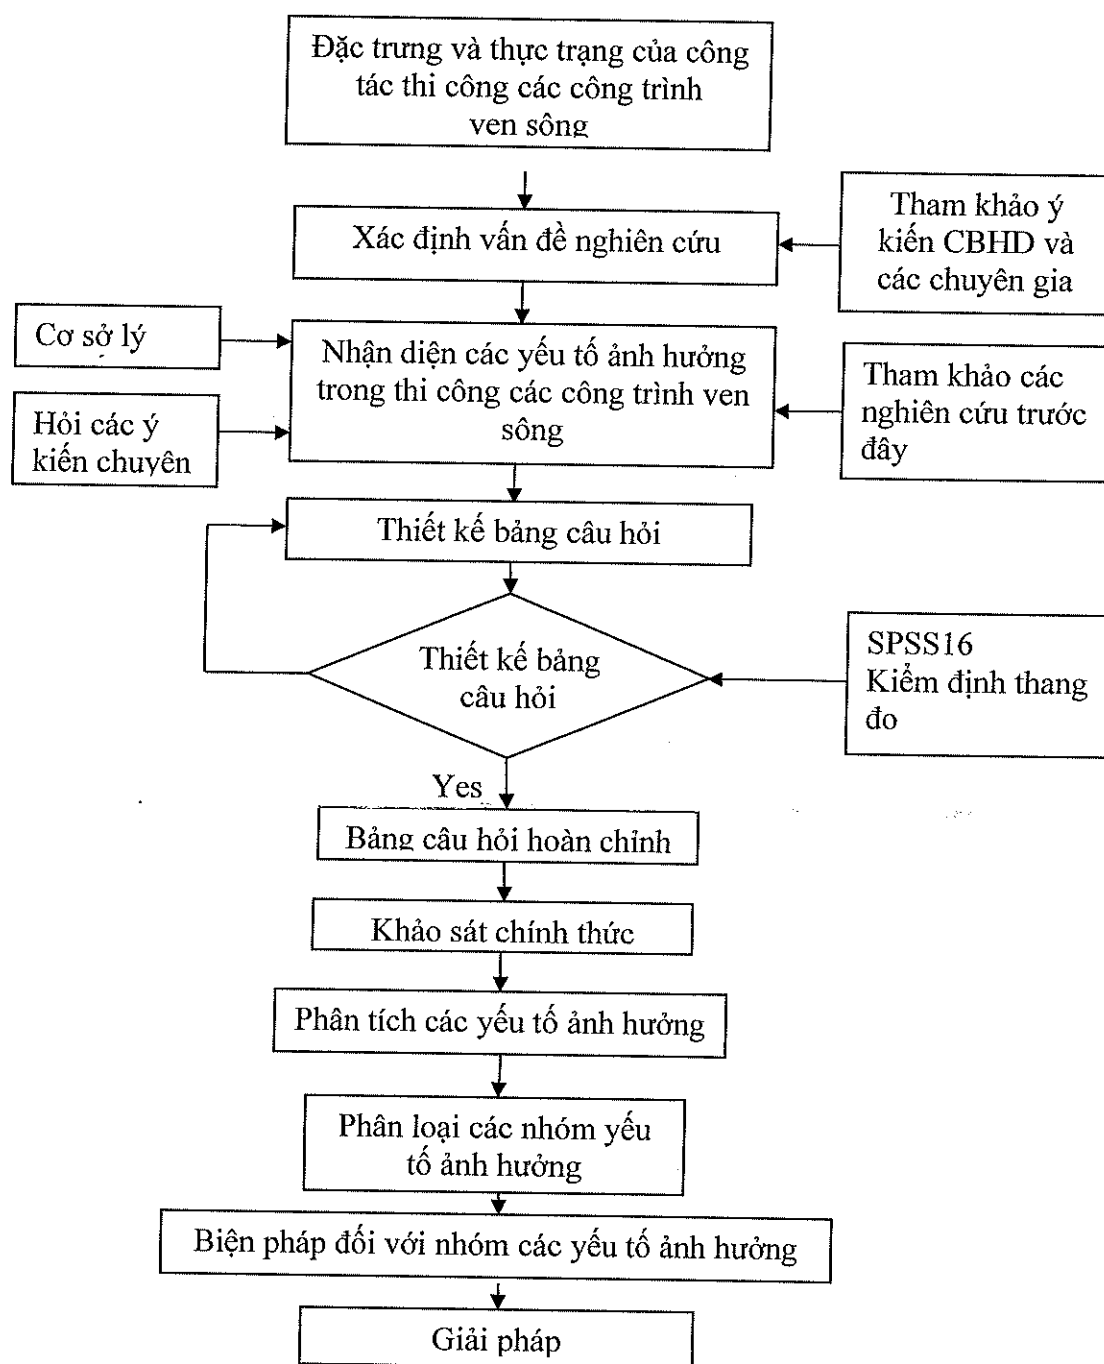 Đặc trưng và thực trạng của công
tác thi công các công trình
ven sông
Xác định vấn đề nghiên cứu
Tham khảo ý
kiến CBHD và
các chuyên gia
Cơ sở lý
Nhận diện các yếu tố ảnh hưởng
trong thi công các công trình ven
sông
Hỏi các ý
kiến chuyên
Tham khảo các
nghiên cứu trước
đây
Thiết kế bảng câu hỏi
Thiết kế bảng
câu hỏi
SPSS16
Kiểm định thang
đo
Yes
Bảng câu hỏi hoàn chỉnh
Khảo sát chính thức
Phân tích các yếu tố ảnh hưởng
Phân loại các nhóm yếu
tố ảnh hưởng
Biện pháp đối với nhóm các yếu tố ảnh hưởng
Giải pháp